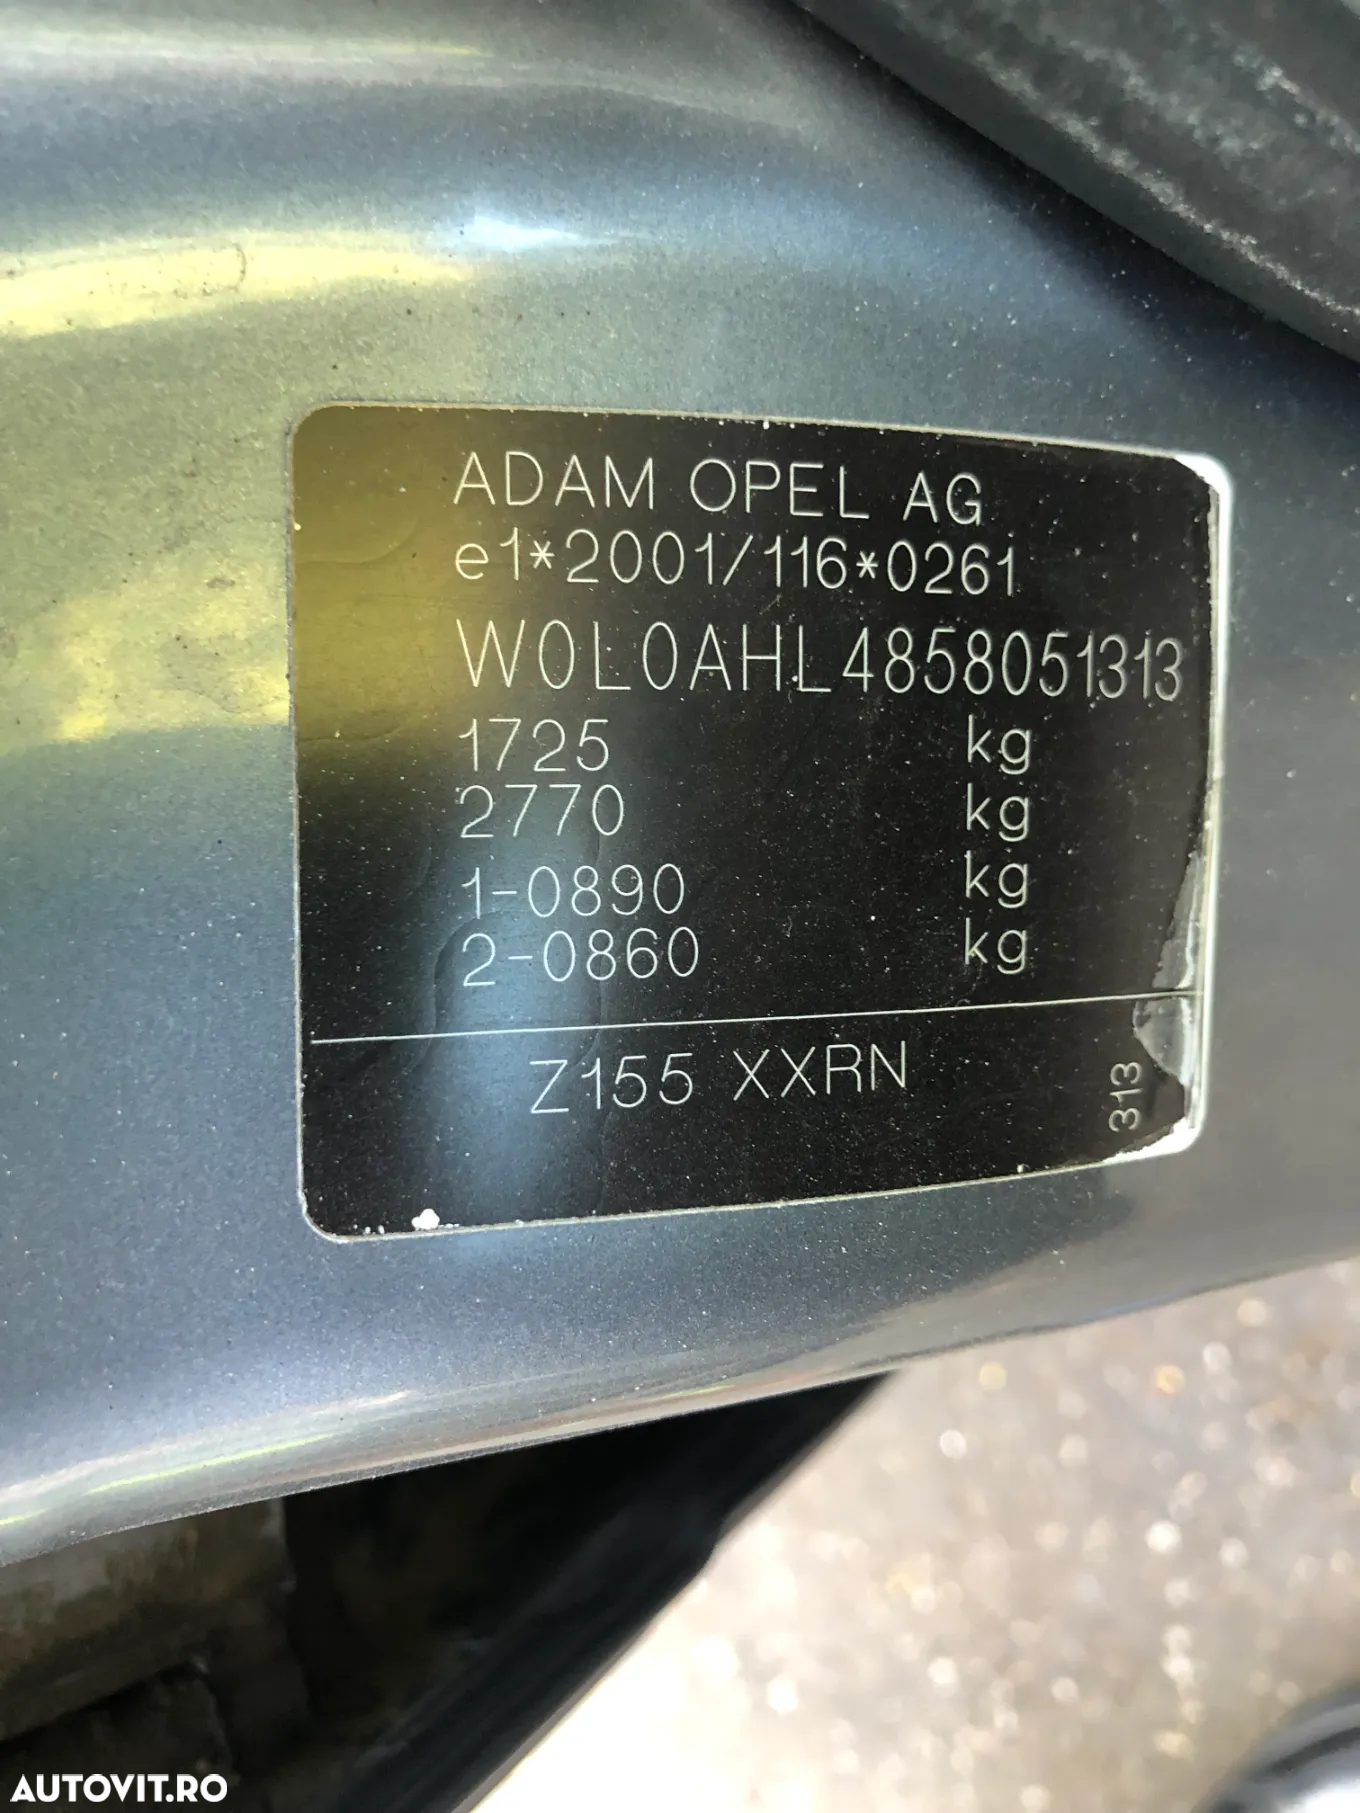 ADAM OPEL AG
e1*2001/116*0261
W0L0AHL4858051313
1725 kg
2770 kg
1-0890 kg
2-0860 kg
Z155 XXRN
313
AUTOVIT.RO